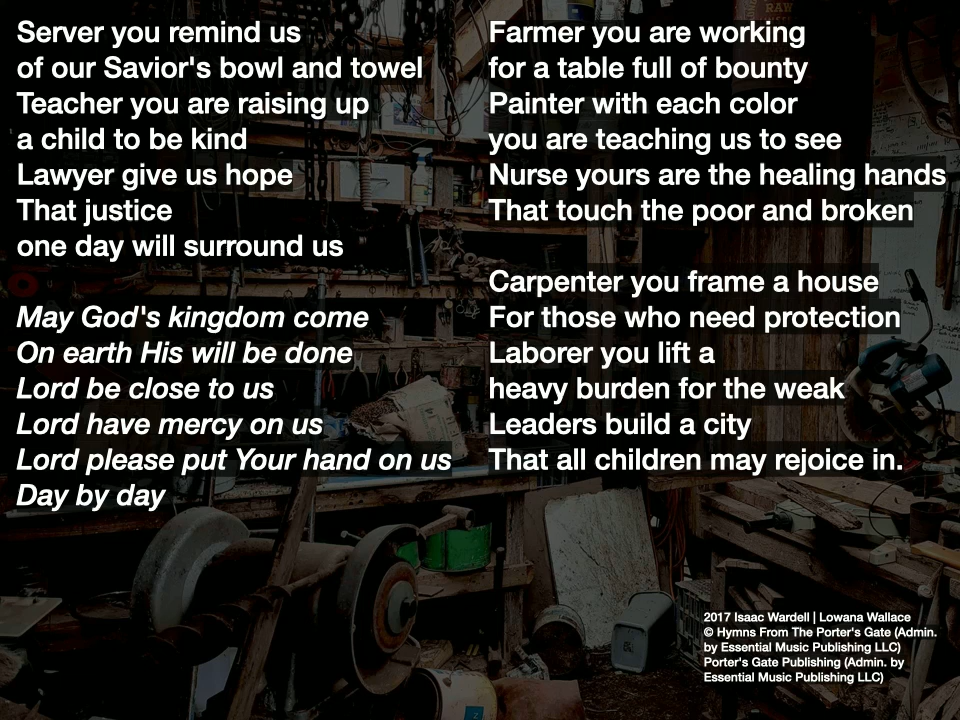 Server you remind us
of our Savior's bowl and towel
Teacher you are raising up
a child to be kind
Lawyer give us hope
That justice
one day will surround us
May God's kingdom come
On earth His will be done
Lord be close to us
Lord have mercy on us
Lord please put Your hand on us
Day by day
Farmer you are working
for a table full of bounty
Painter with each color
you are teaching us to see
Nurse yours are the healing hands
That touch the poor and broken
Carpenter you frame a house
For those who need protection
Laborer you lift a
heavy burden for the weak
Leaders build a city
That all children may rejoice in.
2017 Isaac Wardell | Lowana Wallace
© Hymns From The Porter's Gate (Admin.
by Essential Music Publishing LLC)
Porter's Gate Publishing (Admin. by
Essential Music Publishing LLC)